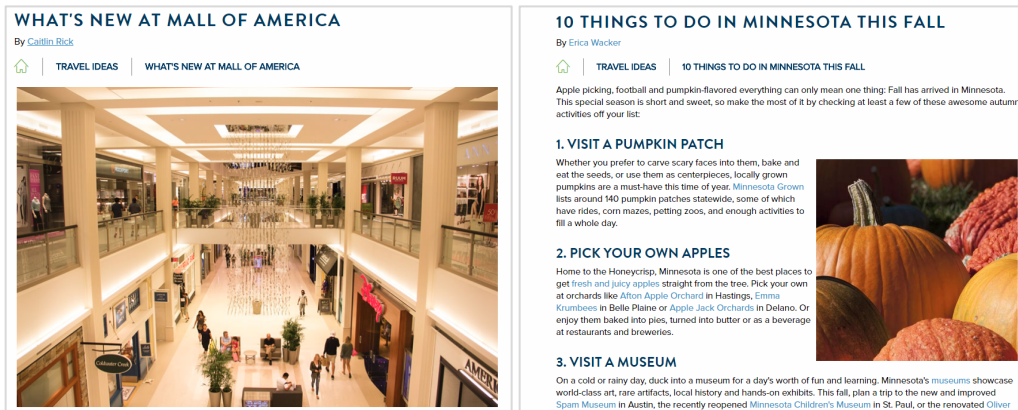 WHAT'S NEW AT MALL OF AMERICA
By Caitlin Rick
TRAVEL IDEAS
WHAT'S NEW AT MALL OF AMERICA
Coldwater Creek
AMERI
10 THINGS TO DO IN MINNESOTA THIS FALL
By Erica Wacker
TRAVEL IDEAS
10 THINGS TO DO IN MINNESOTA THIS FALL
Apple picking, football and pumpkin-flavored everything can only mean one thing: Fall has arrived in Minnesota.
This special season is short and sweet, so make the most of it by checking at least a few of these awesome autumn
activities off your list:
1. VISIT A PUMPKIN PATCH
Whether you prefer to carve scary faces into them, bake and
eat the seeds, or use them as centerpieces, locally grown
pumpkins are a must-have this time of year. Minnesota Grown
lists around 140 pumpkin patches statewide, some of which
have rides, corn mazes, petting zoos, and enough activities to
fill a whole day.
2. PICK YOUR OWN APPLES
Home to the Honeycrisp, Minnesota is one of the best places to
get fresh and juicy apples straight from the tree. Pick your own
at orchards like Afton Apple Orchard in Hastings, Emma
Krumbees in Belle Plaine or Apple Jack Orchards in Delano. Or
enjoy them baked into pies, turned into butter or as a beverage
at restaurants and breweries.
3. VISIT A MUSEUM
On a cold or rainy day, duck into a museum for a day's worth of fun and learning. Minnesota's museums showcase
world-class art, rare artifacts, local history and hands-on exhibits. This fall, plan a trip to the new and improved
Spam Museum in Austin, the recently reopened Minnesota Children's Museum in St. Paul, or the renovated Oliver